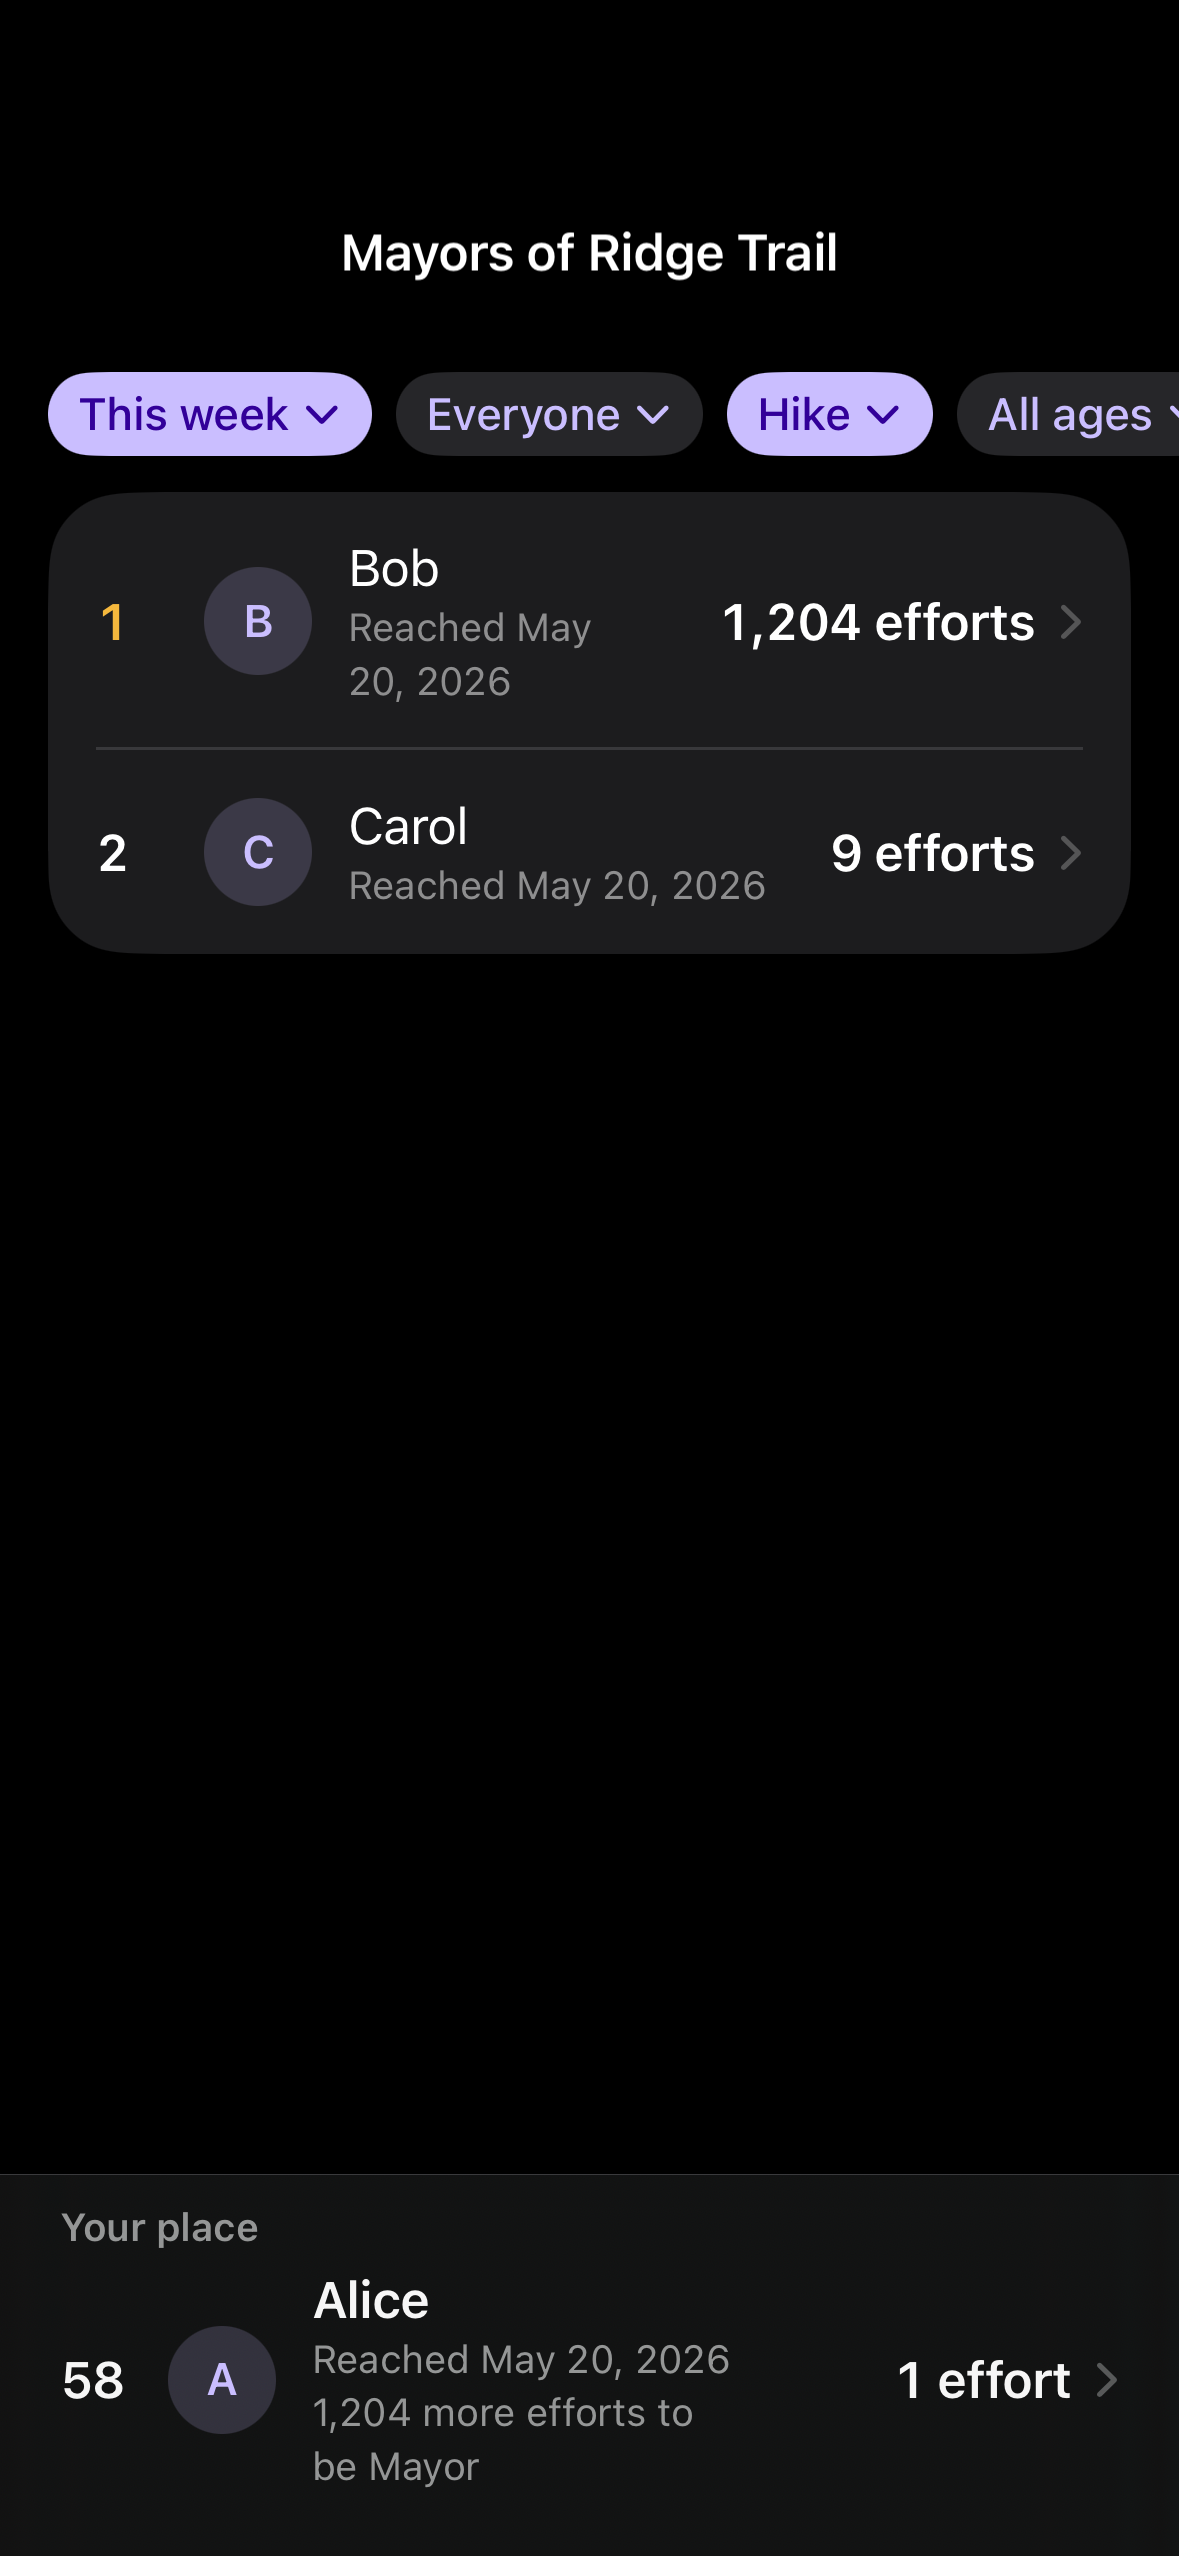 Mayors of Ridge Trail
This week
Everyone
Hike
All ages
1
B
Bob
Reached May
20, 2026
1,204 efforts
2
C
Carol
Reached May 20, 2026
9 efforts
Your place
58
A
Alice
Reached May 20, 2026
1,204 more efforts to
be Mayor
1 effort